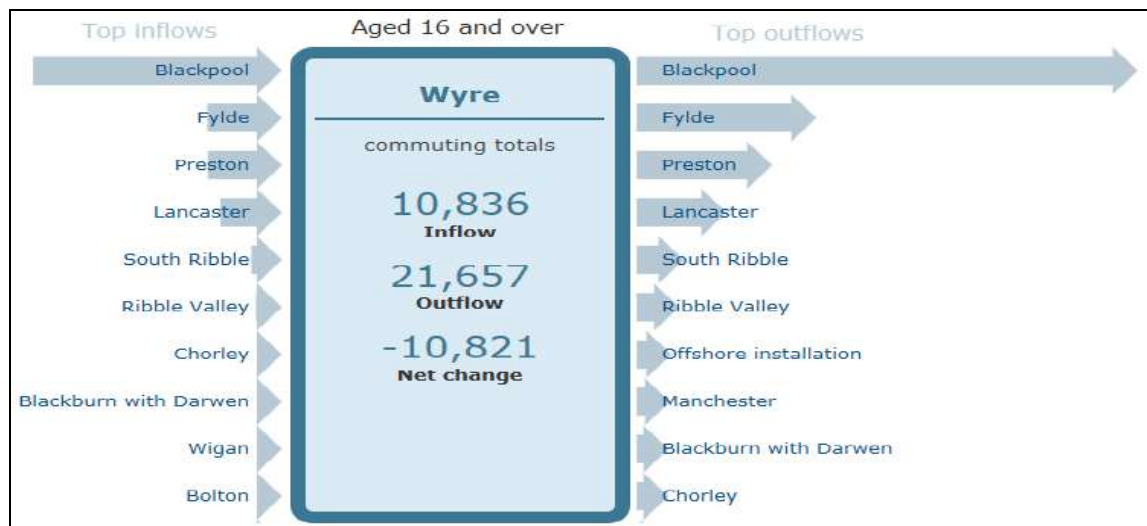 Top inflows
Blackpool
Fylde
Preston
Lancaster
South Ribble
Ribble Valley
Chorley
Blackburn with Darwen
Wigan
Bolton
Aged 16 and over
Wyre
commuting totals
10,836
Inflow
21,657
Outflow
-10,821
Net change
Top outflows
Blackpool
Fylde
Preston
Lancaster
South Ribble
Ribble Valley
Offshore installation
Manchester
Blackburn with Darwen
Chorley